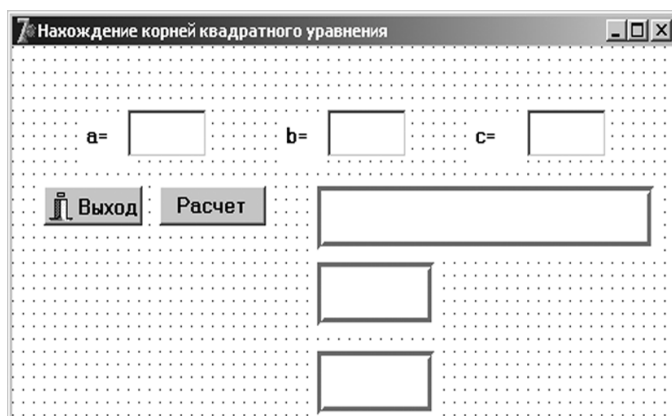 Нахождение корней квадратного уравнения
a= b= c=
Выход Расчет